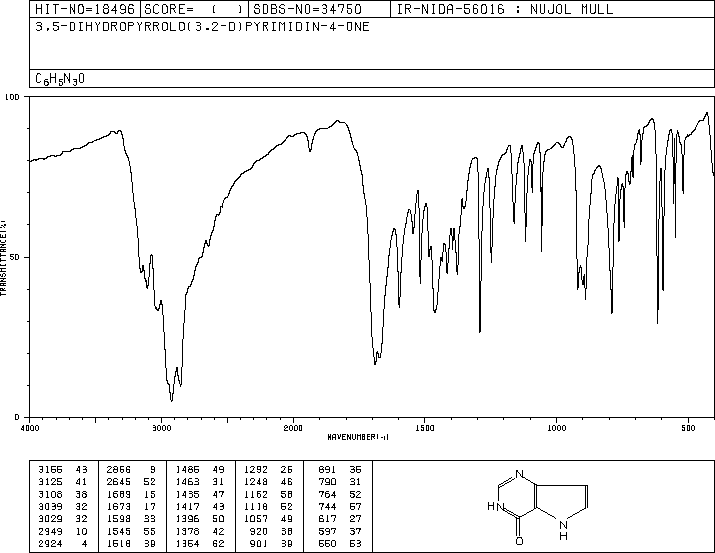 HIT-NO=18496 SCORE= ( ) SDBS-NO=34750 IR-NIDA-56016 : NUJOL MULL
3,5-DIHYDROPYRROLO(3,2-D)PYRIMIDIN-4-ONE
C6H5N3O
100
50
0
TRANSMITTANCE(%)
4000 3000 2000 1500 1000 500
WAVENUMBER(-1)
3155 43 2856 9 1486 49 1292 25 891 35
3125 41 2645 52 1463 31 1248 46 790 31
3108 38 1689 15 1435 47 1162 58 764 52
3039 32 1673 17 1417 43 1118 52 744 57
3029 32 1598 33 1396 50 1057 49 617 27
2949 10 1545 55 1378 42 920 38 597 37
2924 4 1518 39 1354 62 901 39 550 53
N
HN
N
H
O